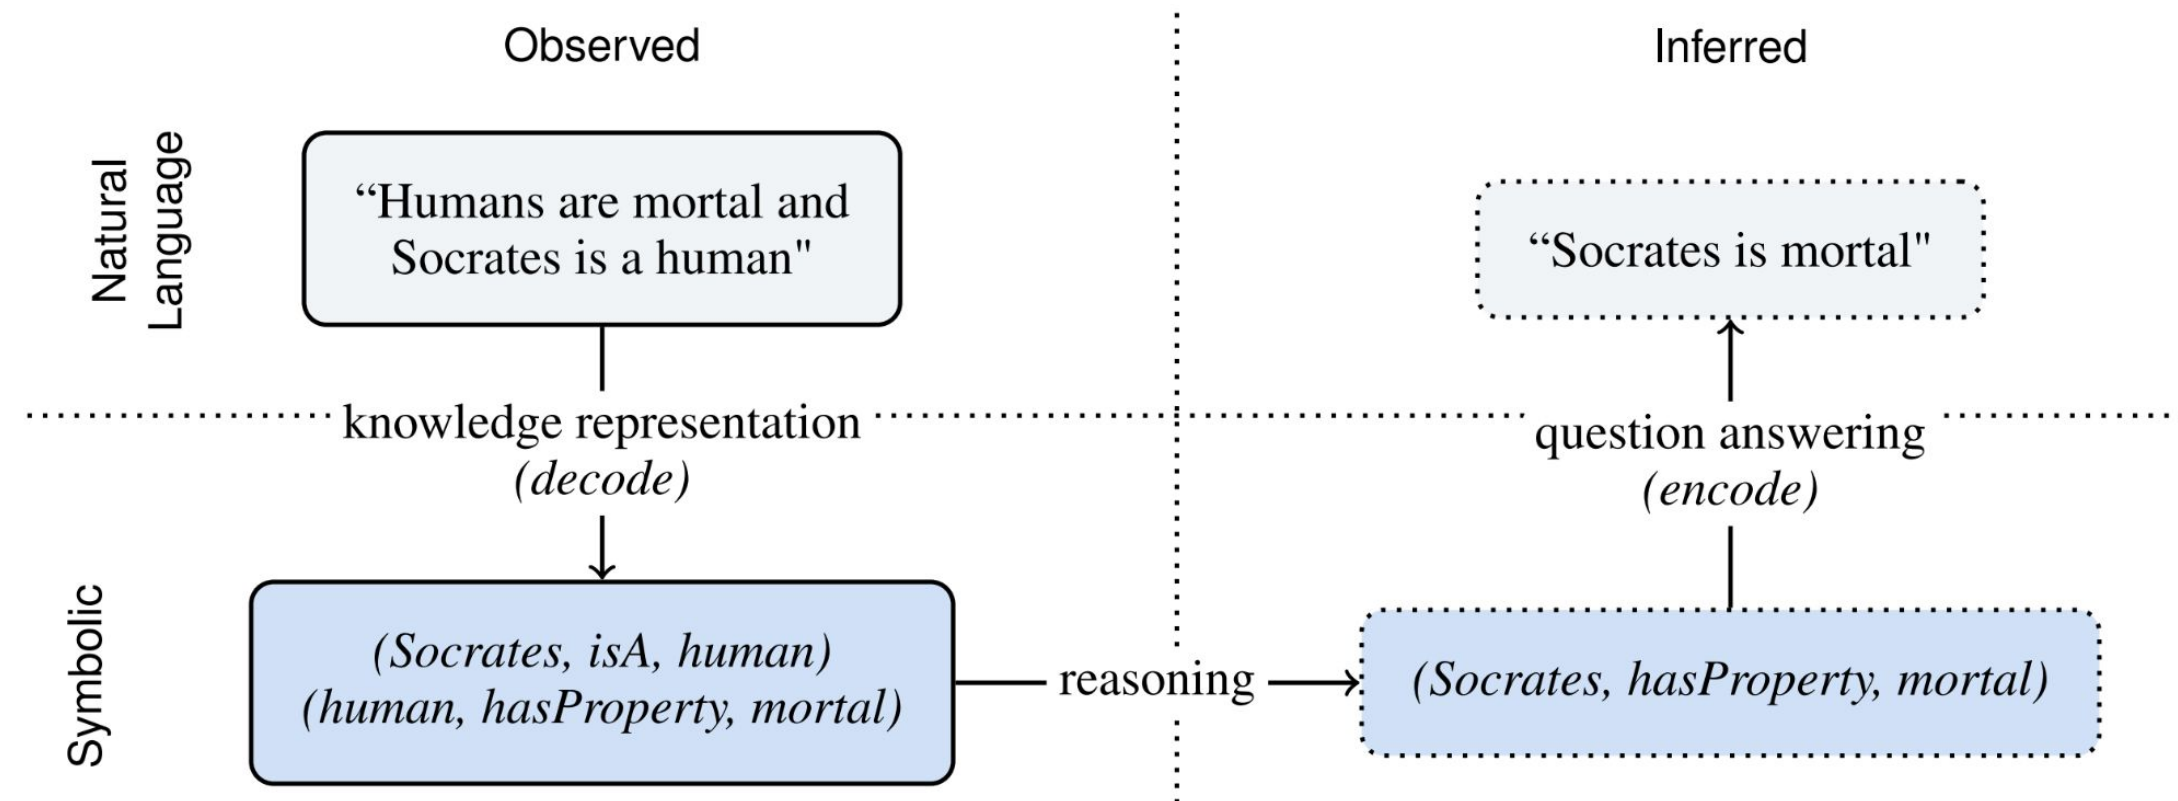 Observed
Inferred
Natural
Language
“Humans are mortal and
Socrates is a human"
“Socrates is mortal"
knowledge representation
(decode)
question answering
(encode)
Symbolic
(Socrates, isA, human)
(human, hasProperty, mortal)
reasoning
(Socrates, hasProperty, mortal)